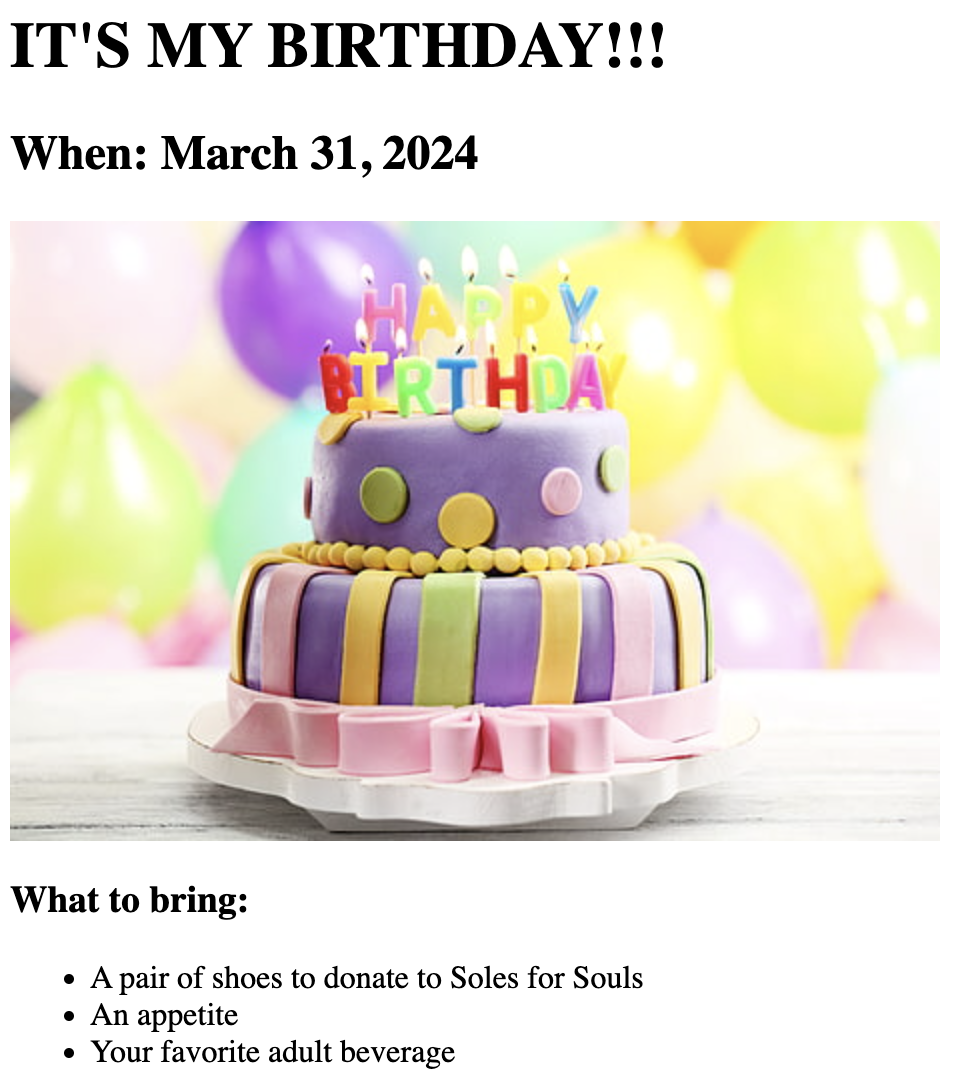 IT'S MY BIRTHDAY!!!
When: March 31, 2024
HAPPY
BIRTHDAY
What to bring:
• A pair of shoes to donate to Soles for Souls
• An appetite
• Your favorite adult beverage